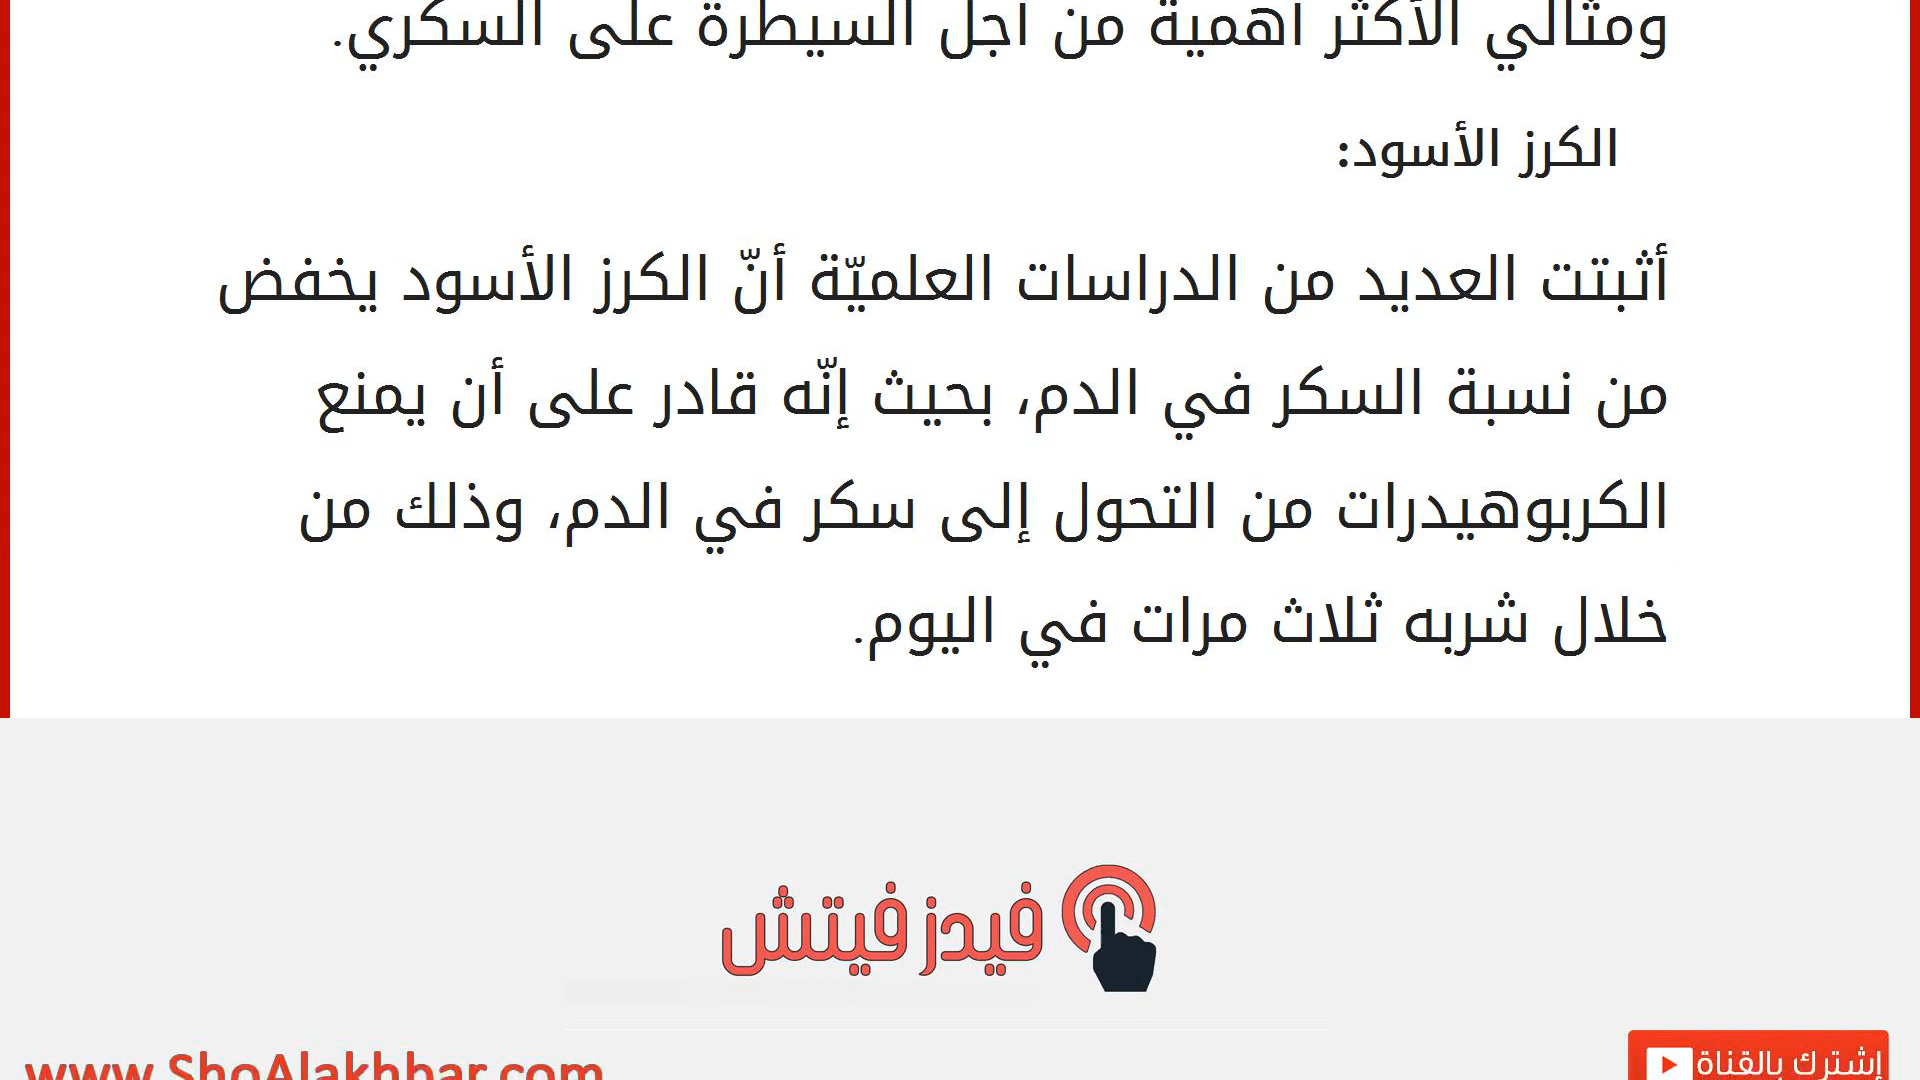 ومثالي الأكثر أهمية من أجل السيطرة على السكري.
الكرز الأسود:
أثبتت العديد من الدراسات العلميّة أنّ الكرز الأسود يخفض
من نسبة السكر في الدم، بحيث إنّه قادر على أن يمنع
الكربوهيدرات من التحول إلى سكر في الدم، وذلك من
خلال شربه ثلاث مرات في اليوم.
فيدز فيتش
www.ShoAlakhbar.com
إشترك بالقناة